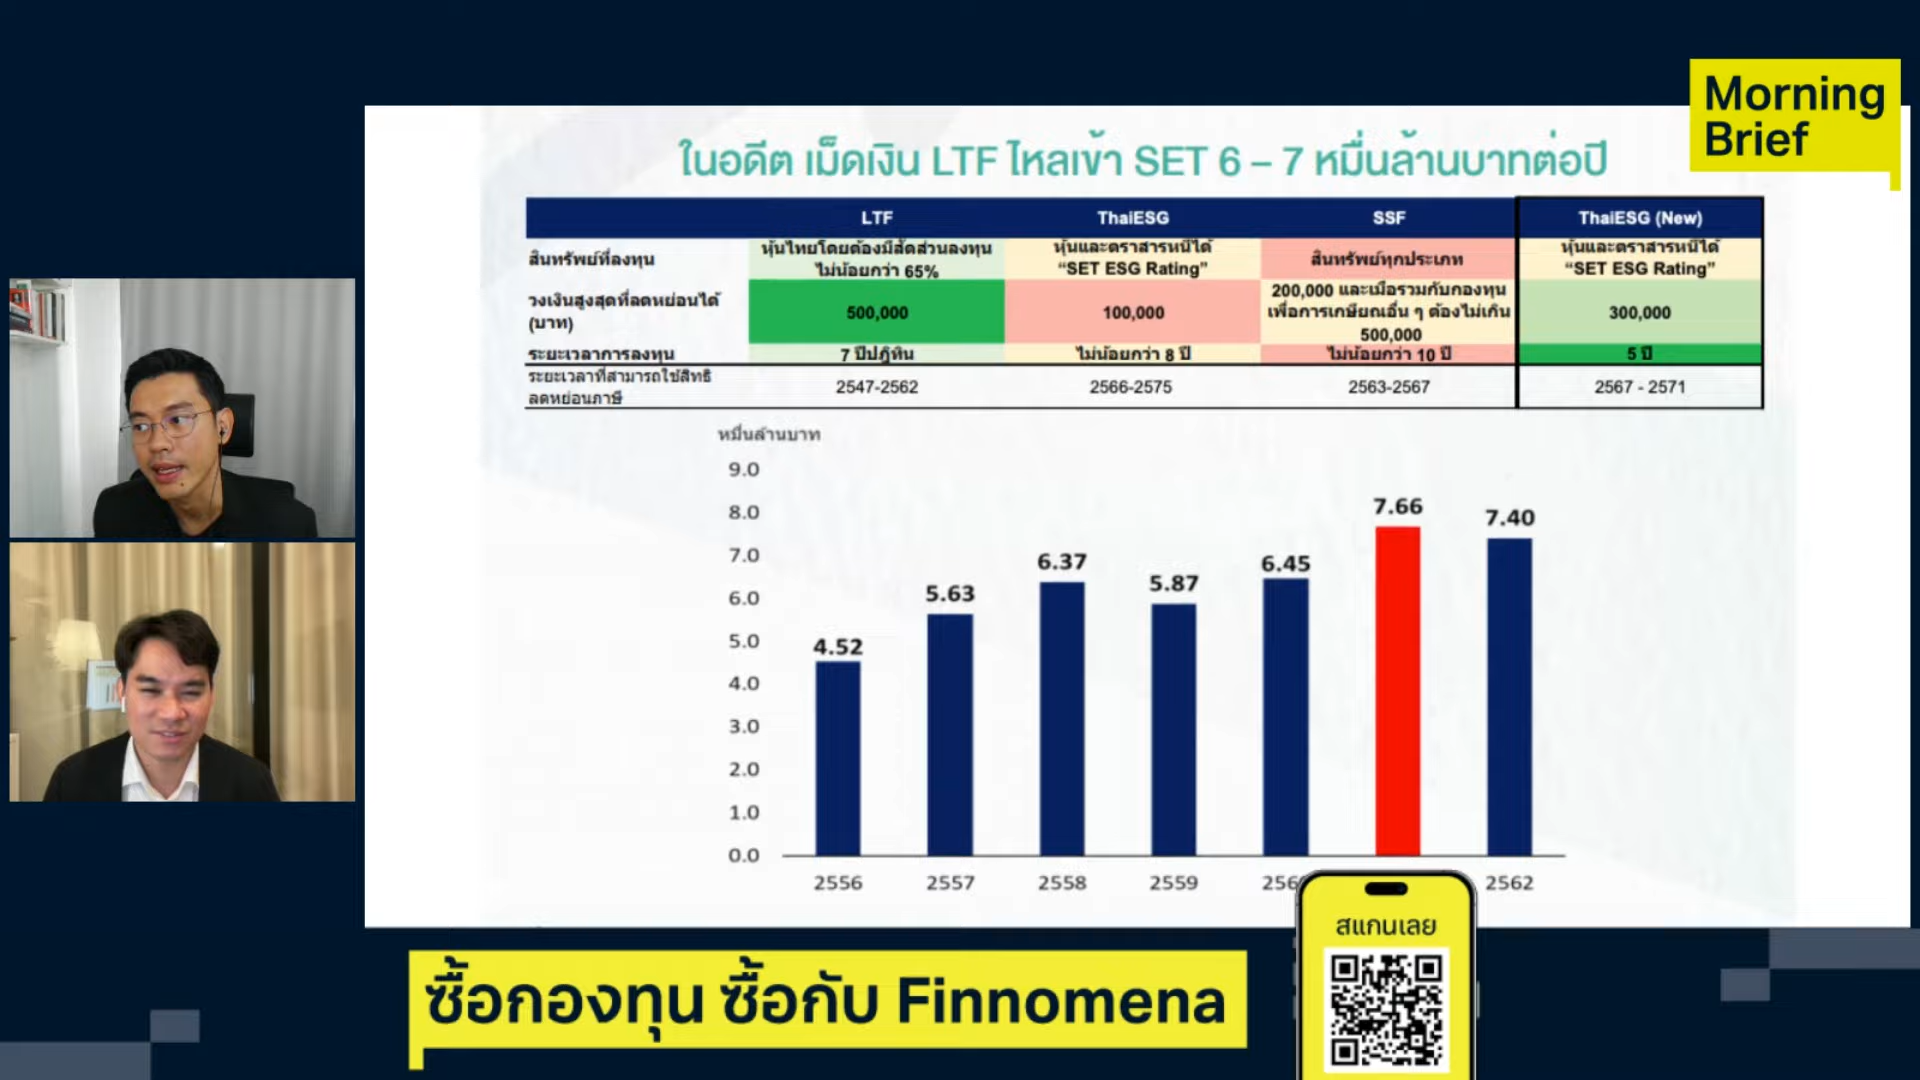 Morning
Brief
ในอดีต เม็ดเงิน LTF ไหลเข้า SET 6 – 7 หมื่นล้านบาทต่อปี
LTF ThaiESG SSF ThaiESG (New)
สินทรัพย์ที่ลงทุน
หุ้นไทยโดยต้องมีสัดส่วนลงทุน
ไม่น้อยกว่า 65%
หุ้นและตราสารหนี้ได้
“SET ESG Rating”
สินทรัพย์ทุกประเภท
หุ้นและตราสารหนี้ได้
“SET ESG Rating”
วงเงินสูงสุดที่ลดหย่อนได้
(บาท)
500,000
100,000
200,000 และเมื่อรวมกับกองทุน
เพื่อการเกษียณอื่น ๆ ต้องไม่เกิน
500,000
300,000
ระยะเวลาการลงทุน
7 ปีปฏิทิน
ไม่น้อยกว่า 8 ปี
ไม่น้อยกว่า 10 ปี
5 ปี
ระยะเวลาที่สามารถใช้สิทธิ
ลดหย่อนภาษี
2547-2562
2566-2575
2563-2567
2567 - 2571
หมื่นล้านบาท
9.0
8.0
7.0
6.0
5.0
4.0
3.0
2.0
1.0
0.0
4.52
5.63
6.37
5.87
6.45
7.66
7.40
2556 2557 2558 2559 256 2562
สแกนเลย
ซื้อกองทุน ซื้อกับ Finnomena